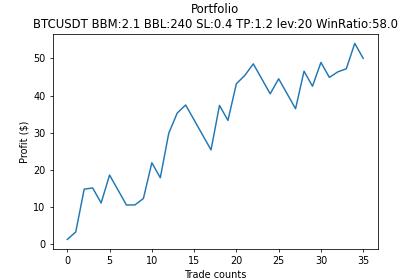 Portfolio
BTCUSDT BBM:2.1 BBL:240 SL:0.4 TP:1.2 lev:20 WinRatio:58.0
50
40
30
20
10
0
Profit ($)
0 5 10 15 20 25 30 35
Trade counts